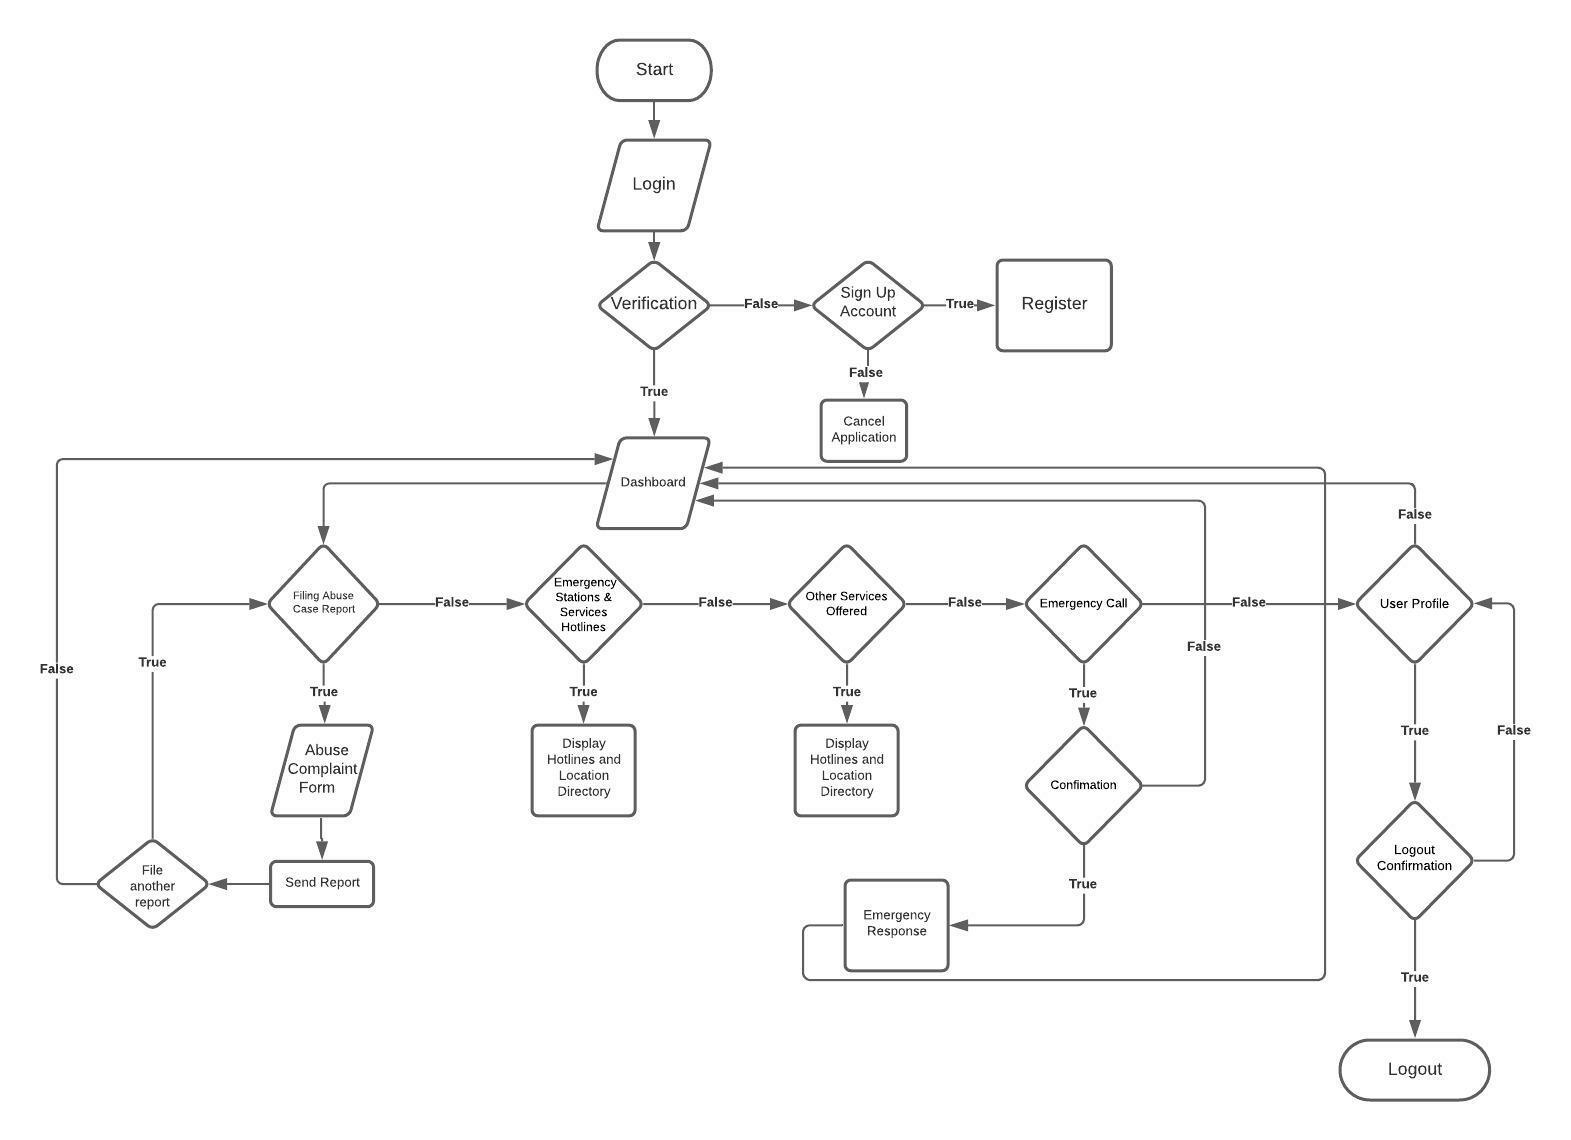 Start
Login
Verification
False
Sign Up
Account
True
Register
True
False
Cancel
Application
Dashboard
False
Filing Abuse
Case Report
False
Emergency
Stations &
Services
Hotlines
False
Other Services
Offered
False
Emergency Call
False
User Profile
False
False
True
True
True
True
True
True
False
Abuse
Complaint
Form
Display
Hotlines and
Location
Directory
Display
Hotlines and
Location
Directory
Confimation
Logout
Confirmation
File
another
report
Send Report
True
Emergency
Response
True
Logout